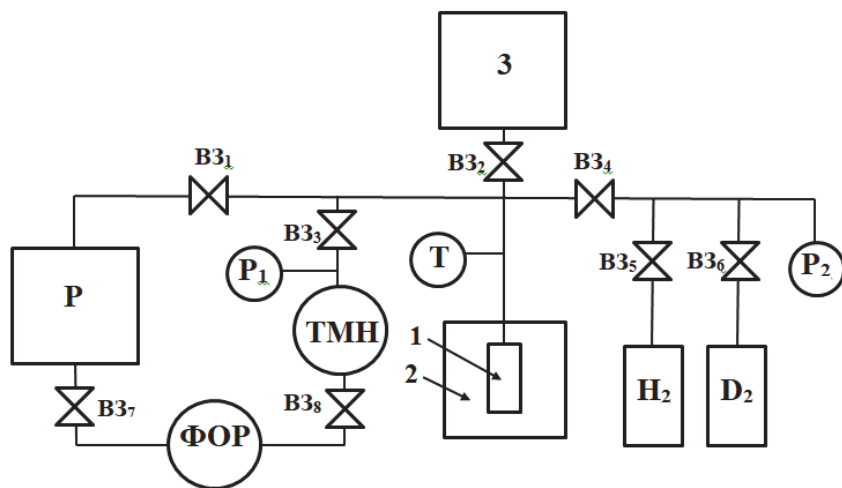 3
ВЗ₂
ВЗ₁
ВЗ₄
ВЗ₃
P₁
T
ВЗ₅
ВЗ₆
P₂
P
ТМН
1
2
H₂
D₂
ВЗ₇
ВЗ₈
ФОР